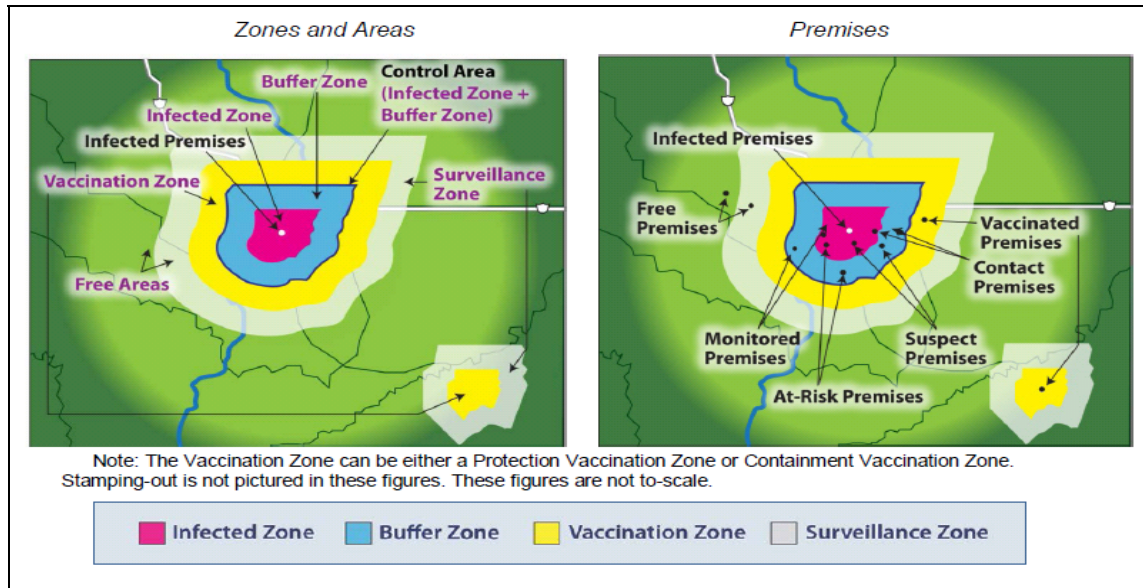 Zones and Areas
Premises
Buffer Zone
Control Area
(Infected Zone +
Buffer Zone)
Infected Zone
Infected Premises
Vaccination Zone
Surveillance
Zone
Free Areas
Infected Premises
Free
Premises
Vaccinated
Premises
Contact
Premises
Monitored
Premises
Suspect
Premises
At-Risk Premises
Note: The Vaccination Zone can be either a Protection Vaccination Zone or Containment Vaccination Zone.
Stamping-out is not pictured in these figures. These figures are not to-scale.
Infected Zone
Buffer Zone
Vaccination Zone
Surveillance Zone